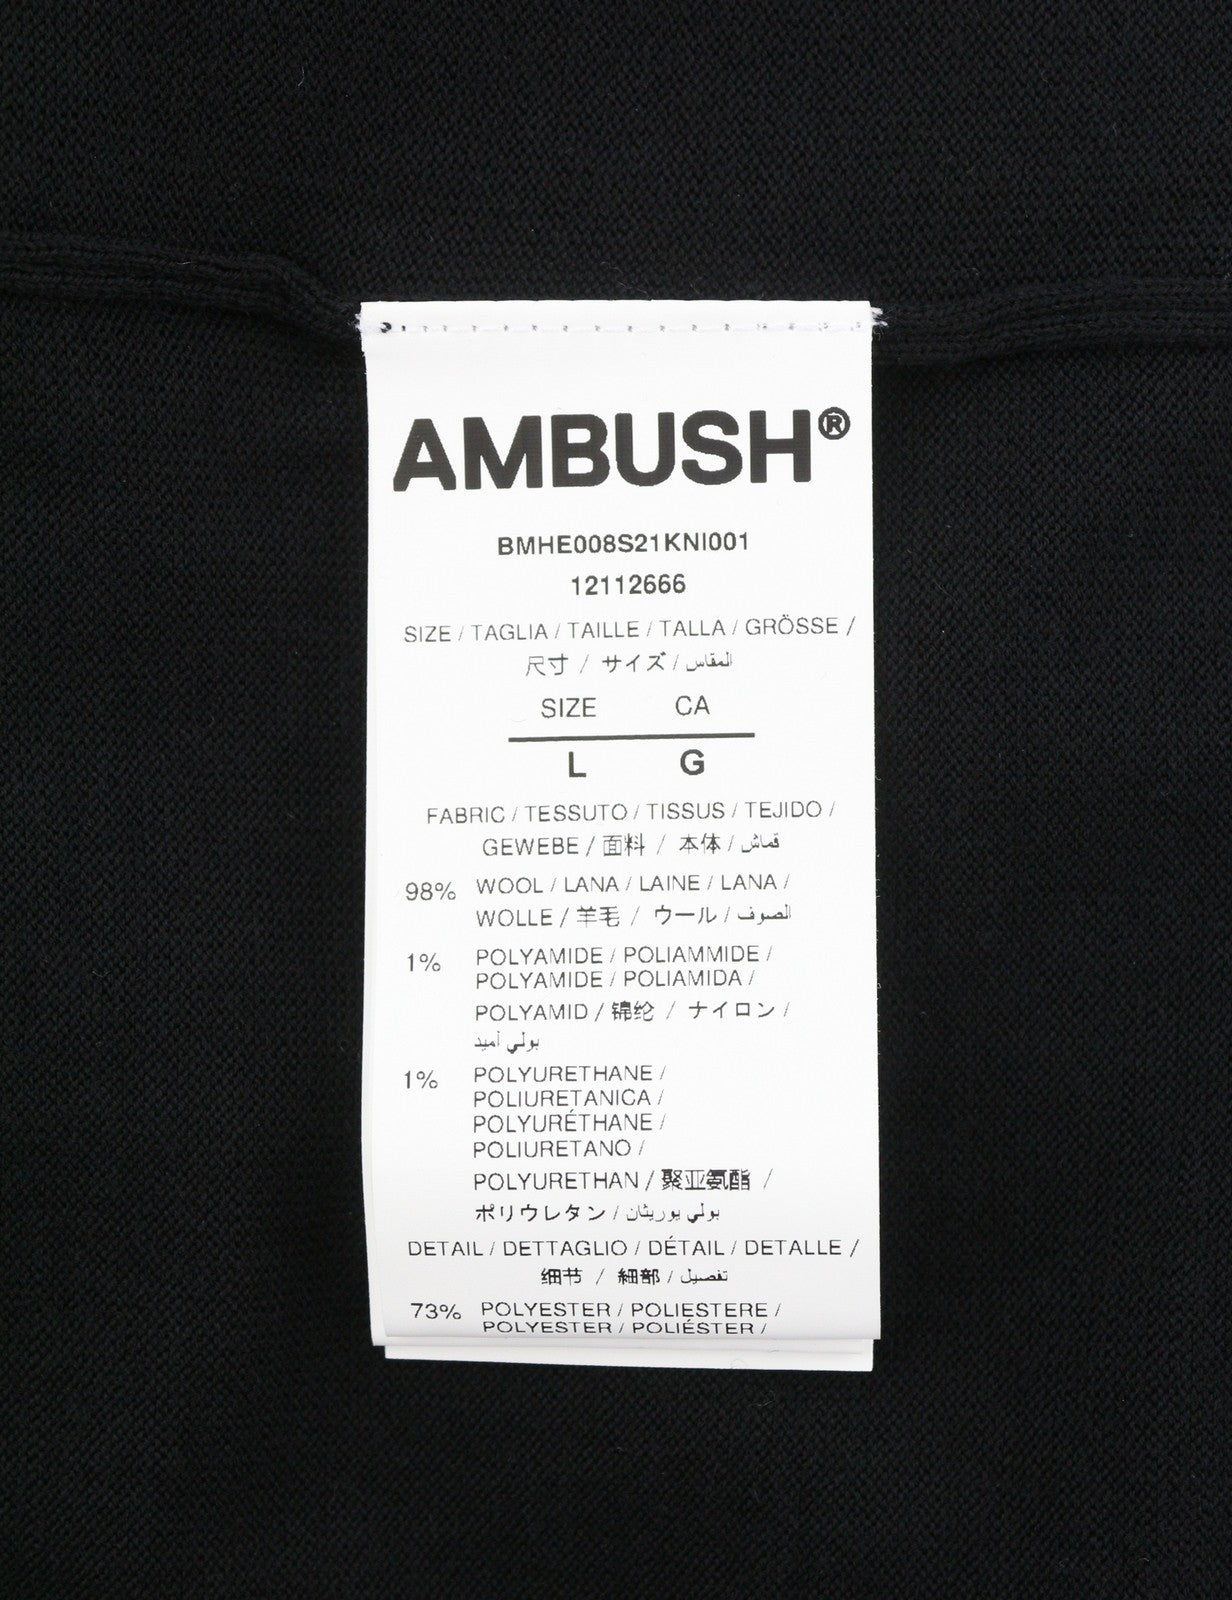 AMBUSH®
BMHE008S21KNI001
12112666
SIZE / TAGLIA / TAILLE / TALLA / GRÖSSE /
尺寸 / サイズ / المقاس
SIZE CA
L G
FABRIC / TESSUTO / TISSUS / TEJIDO /
GEWEBE / 面料 / 本体 / قماش
98% WOOL / LANA / LAINE / LANA /
WOLLE / 羊毛 / ウール / الصوف
1% POLYAMIDE / POLIAMMIDE /
POLYAMIDE / POLIAMIDA /
POLYAMID / 锦纶 / ナイロン /
بولي أميد
1% POLYURETHANE /
POLIURETANICA /
POLYURÉTHANE /
POLIURETANO /
POLYURETHAN / 聚亚氨酯 /
ポリウレタン / بولي يوريثان
DETAIL / DETTAGLIO / DÉTAIL / DETALLE /
细节 / 細部 / تفصيل
73% POLYESTER / POLIESTERE /
POLYESTER / POLIÉSTER /